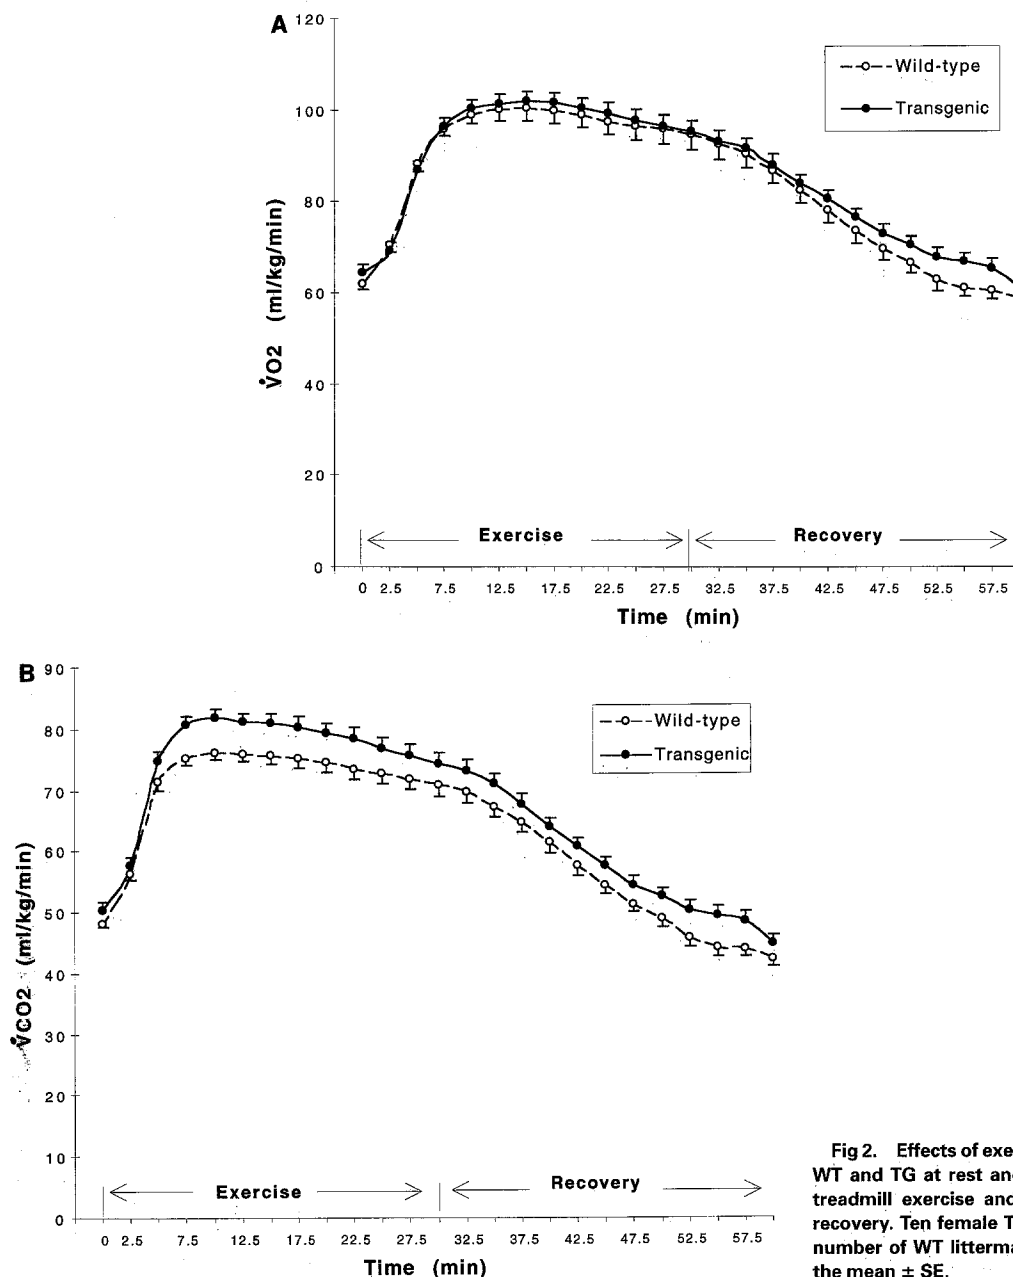 A
120
100
80
60
40
20
0
V̇O2 (ml/kg/min)
Wild-type
Transgenic
Exercise
Recovery
0 2.5 7.5 12.5 17.5 22.5 27.5 32.5 37.5 42.5 47.5 52.5 57.5
Time (min)
B
90
80
70
60
50
40
30
20
10
0
V̇CO2 (ml/kg/min)
Wild-type
Transgenic
Exercise
Recovery
0 2.5 7.5 12.5 17.5 22.5 27.5 32.5 37.5 42.5 47.5 52.5 57.5
Time (min)
Fig 2. Effects of exe
WT and TG at rest an
treadmill exercise and
recovery. Ten female T
number of WT litterma
the mean ± SE.